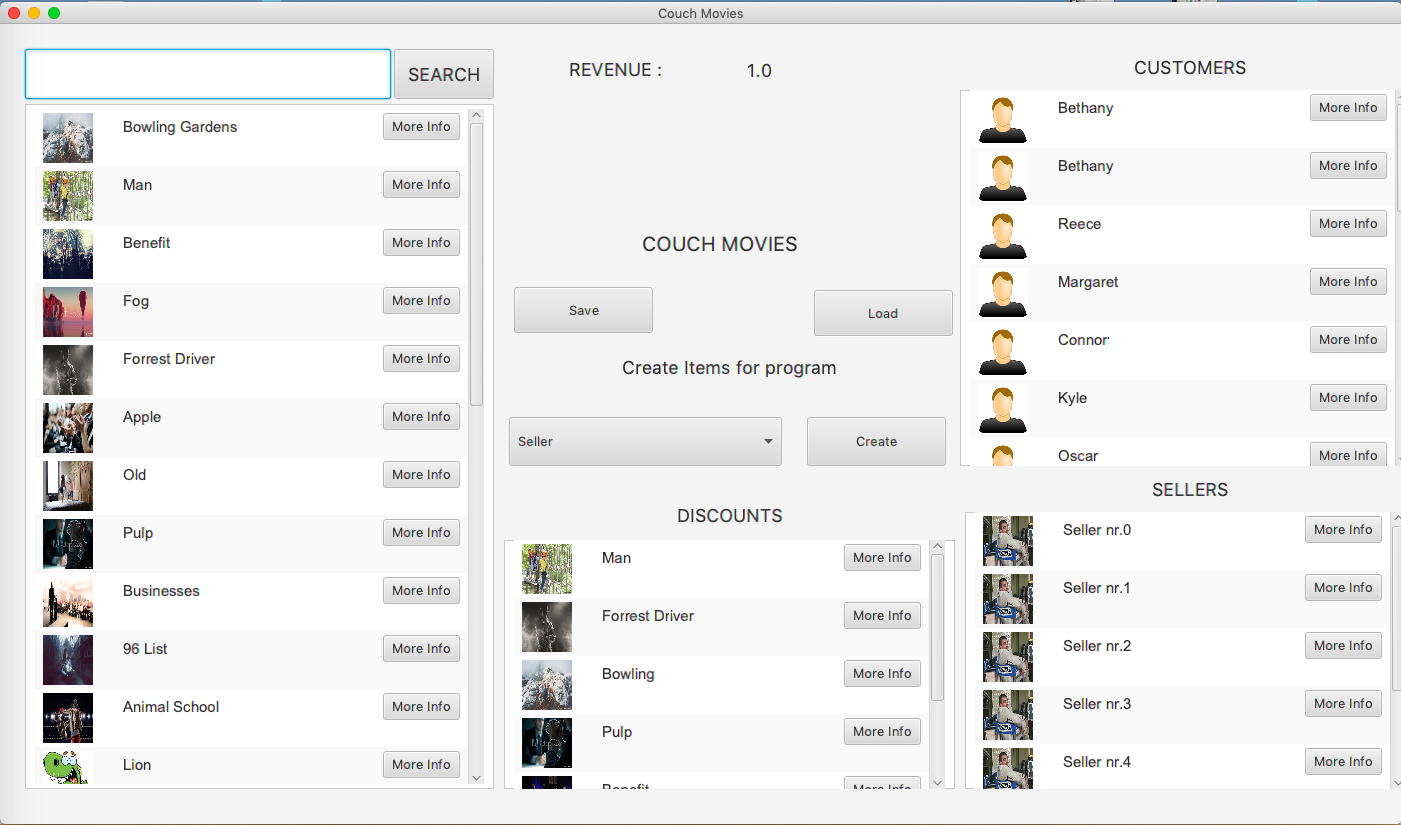 Couch Movies
SEARCH
Bowling Gardens More Info
Man More Info
Benefit More Info
Fog More Info
Forrest Driver More Info
Apple More Info
Old More Info
Pulp More Info
Businesses More Info
96 List More Info
Animal School More Info
Lion More Info
REVENUE : 1.0
COUCH MOVIES
Save Load
Create Items for program
Seller Create
DISCOUNTS
Man More Info
Forrest Driver More Info
Bowling More Info
Pulp More Info
Benefit More Info
CUSTOMERS
Bethany More Info
Bethany More Info
Reece More Info
Margaret More Info
Connor More Info
Kyle More Info
Oscar More Info
SELLERS
Seller nr.0 More Info
Seller nr.1 More Info
Seller nr.2 More Info
Seller nr.3 More Info
Seller nr.4 More Info